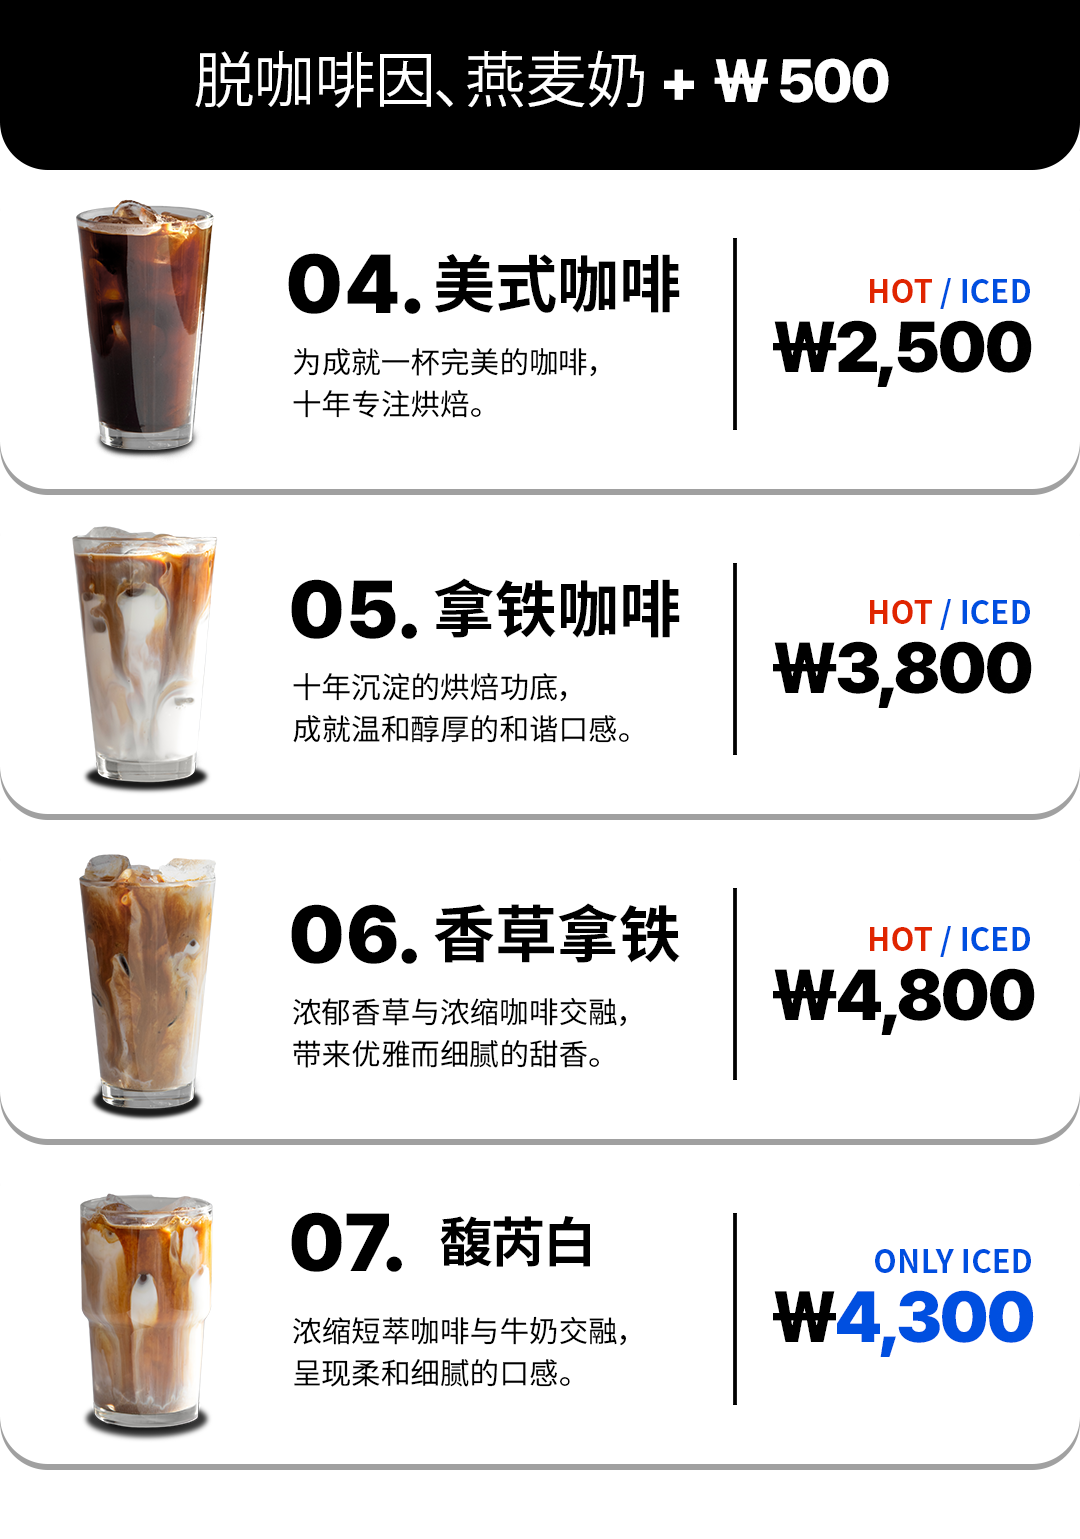 脱咖啡因、燕麦奶 + ₩ 500
04. 美式咖啡
为成就一杯完美的咖啡，
十年专注烘焙。
HOT / ICED
₩2,500
05. 拿铁咖啡
十年沉淀的烘焙功底，
成就温和醇厚的和谐口感。
HOT / ICED
₩3,800
06. 香草拿铁
浓郁香草与浓缩咖啡交融，
带来优雅而细腻的甜香。
HOT / ICED
₩4,800
07. 馥芮白
浓缩短萃咖啡与牛奶交融，
呈现柔和细腻的口感。
ONLY ICED
₩4,300